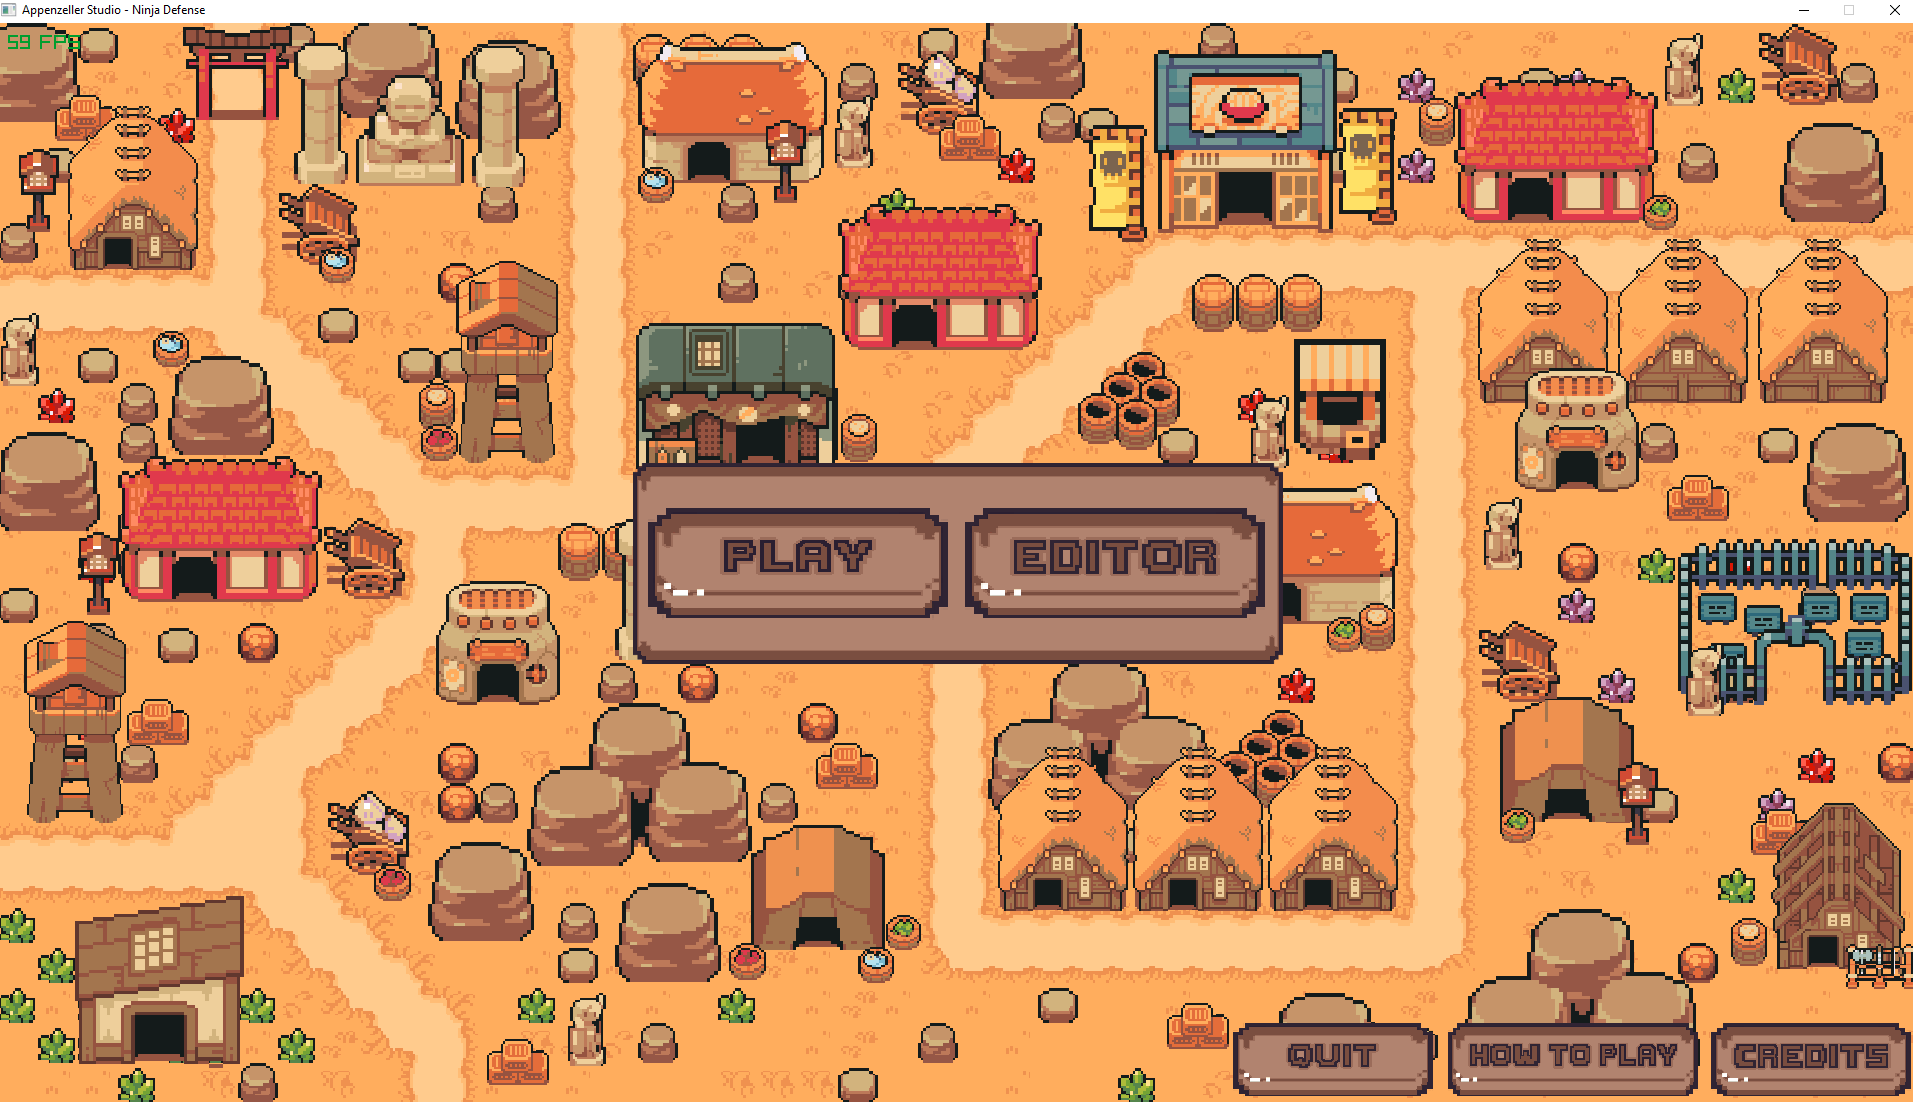 Appenzeller Studio - Ninja Defense
59 FPS
PLAY
EDITOR
QUIT
HOW TO PLAY
CREDITS